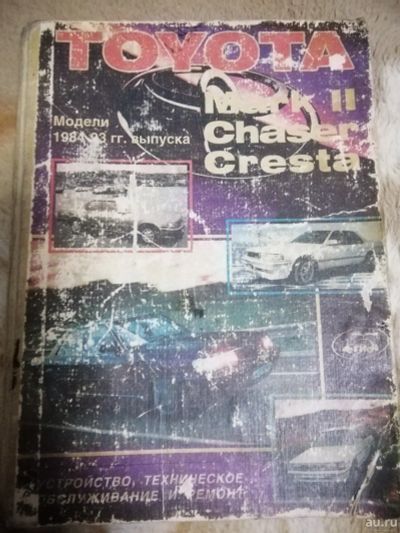 TOYOTA
Mark II
Chaser
Cresta
Модели
1984-93 гг. выпуска
УСТРОЙСТВО, ТЕХНИЧЕСКОЕ
ОБСЛУЖИВАНИЕ И РЕМОНТ
au.ru